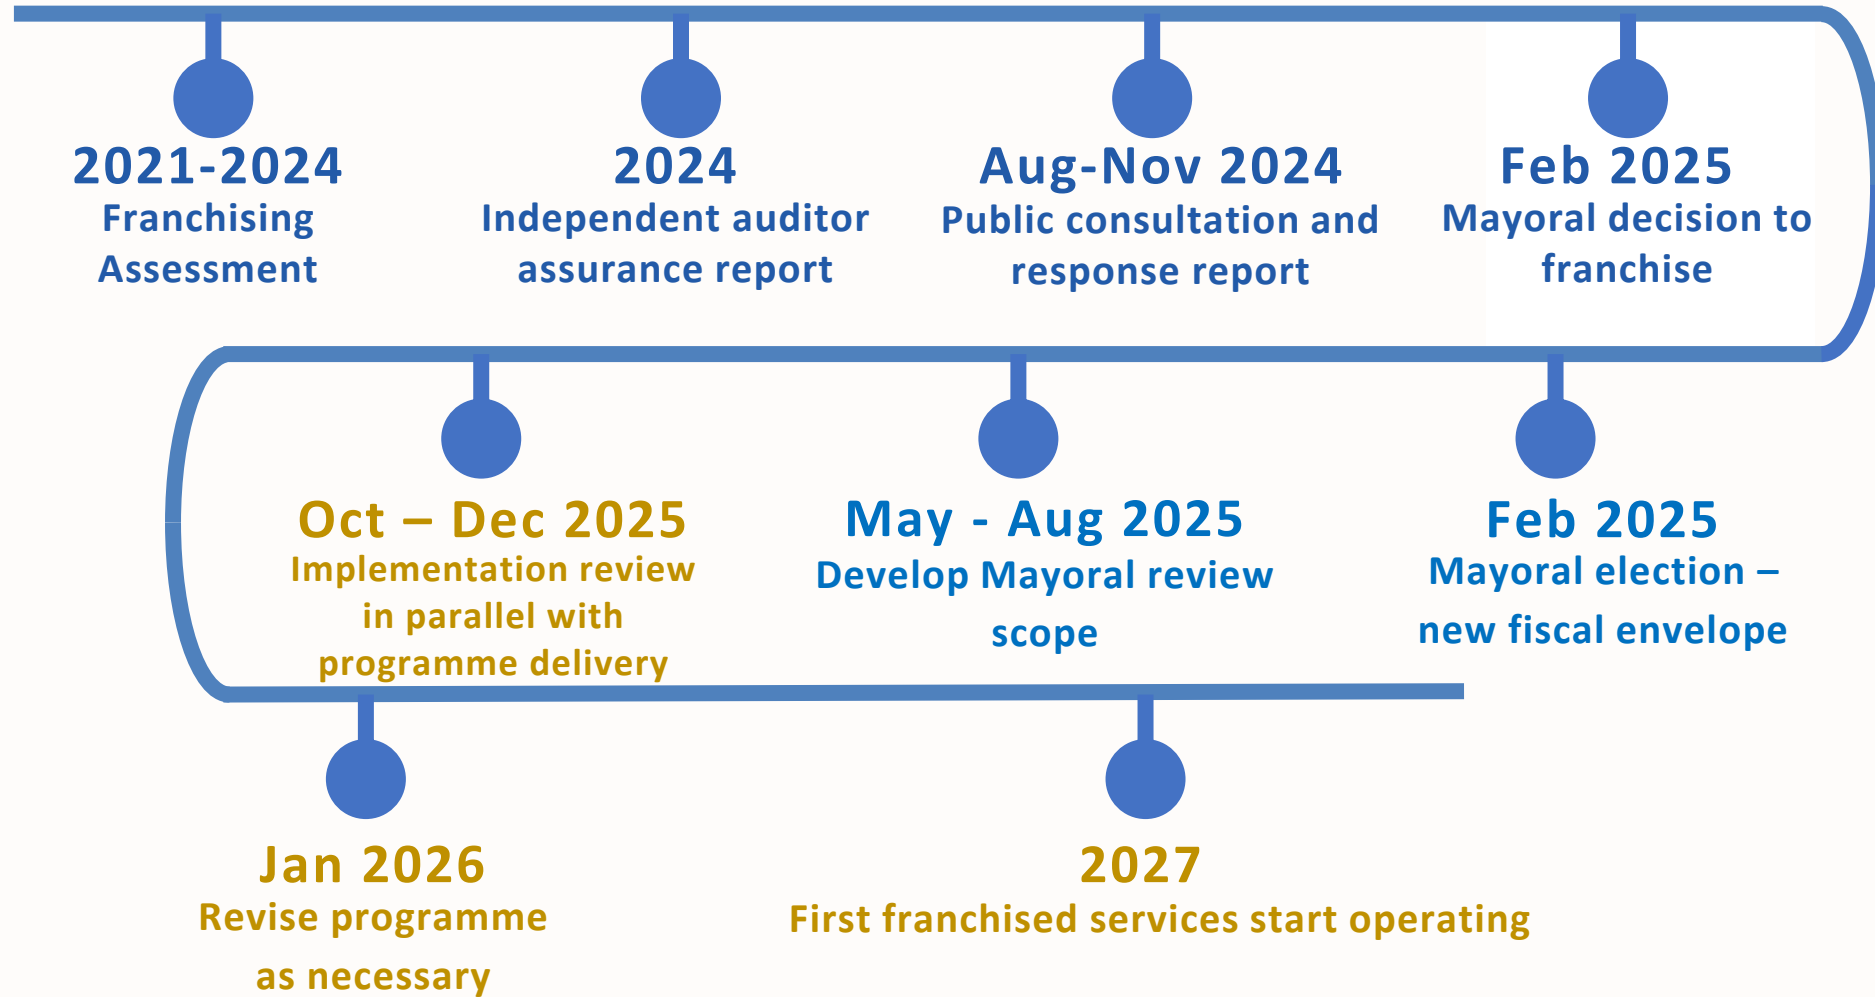 2021-2024
Franchising
Assessment
2024
Independent auditor
assurance report
Aug-Nov 2024
Public consultation and
response report
Feb 2025
Mayoral decision to
franchise
Feb 2025
Mayoral election –
new fiscal envelope
May - Aug 2025
Develop Mayoral review
scope
Oct – Dec 2025
Implementation review
in parallel with
programme delivery
Jan 2026
Revise programme
as necessary
2027
First franchised services start operating